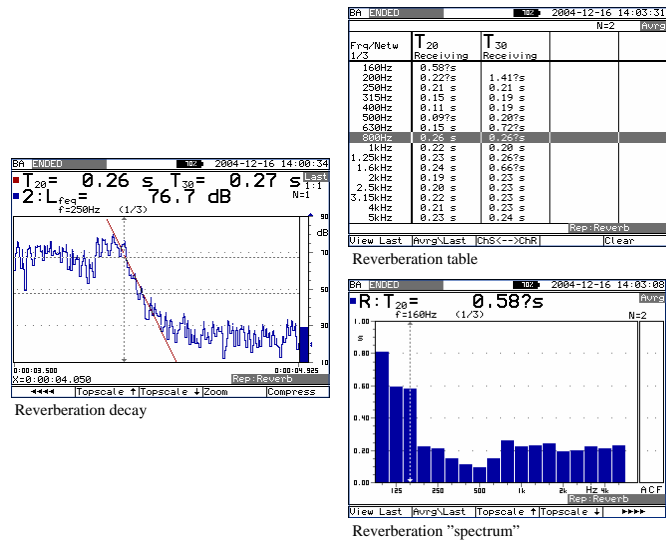 BA ENDED 2004-12-16 14:00:34
T20= 0.26 s T30= 0.27 s Last
2:Lfeq= 76.7 dB 1:1
f=250Hz (1/3) N=1
90
dB
70
50
30
10
0:00:03.500 0:00:04.925
X=0:00:04.050 Rep:Reverb
◄◄◄◄ Topscale ↑ Topscale ↓ Zoom Compress
Reverberation decay
BA ENDED 2004-12-16 14:03:31
N=2 Avrg
Frq/Netw T20 T30
1/3 Receiving Receiving
160Hz 0.58?s
200Hz 0.22?s 1.41?s
250Hz 0.21 s 0.21 s
315Hz 0.15 s 0.19 s
400Hz 0.11 s 0.19 s
500Hz 0.09?s 0.20?s
630Hz 0.15 s 0.72?s
800Hz 0.26 s 0.26?s
1kHz 0.22 s 0.20 s
1.25kHz 0.23 s 0.26?s
1.6kHz 0.24 s 0.66?s
2kHz 0.19 s 0.23 s
2.5kHz 0.20 s 0.23 s
3.15kHz 0.22 s 0.23 s
4kHz 0.21 s 0.23 s
5kHz 0.23 s 0.24 s
Rep:Reverb
View Last Avrg\Last ChS<-->ChR Clear
Reverberation table
BA ENDED 2004-12-16 14:03:08
R:T20= 0.58?s Avrg
f=160Hz (1/3) N=2
1.00
s
0.80
0.60
0.40
0.20
0.00
125 250 500 1k 2k Hz 4k A C F
Rep:Reverb
View Last Avrg\Last Topscale ↑ Topscale ↓ ►►►►
Reverberation ”spectrum”